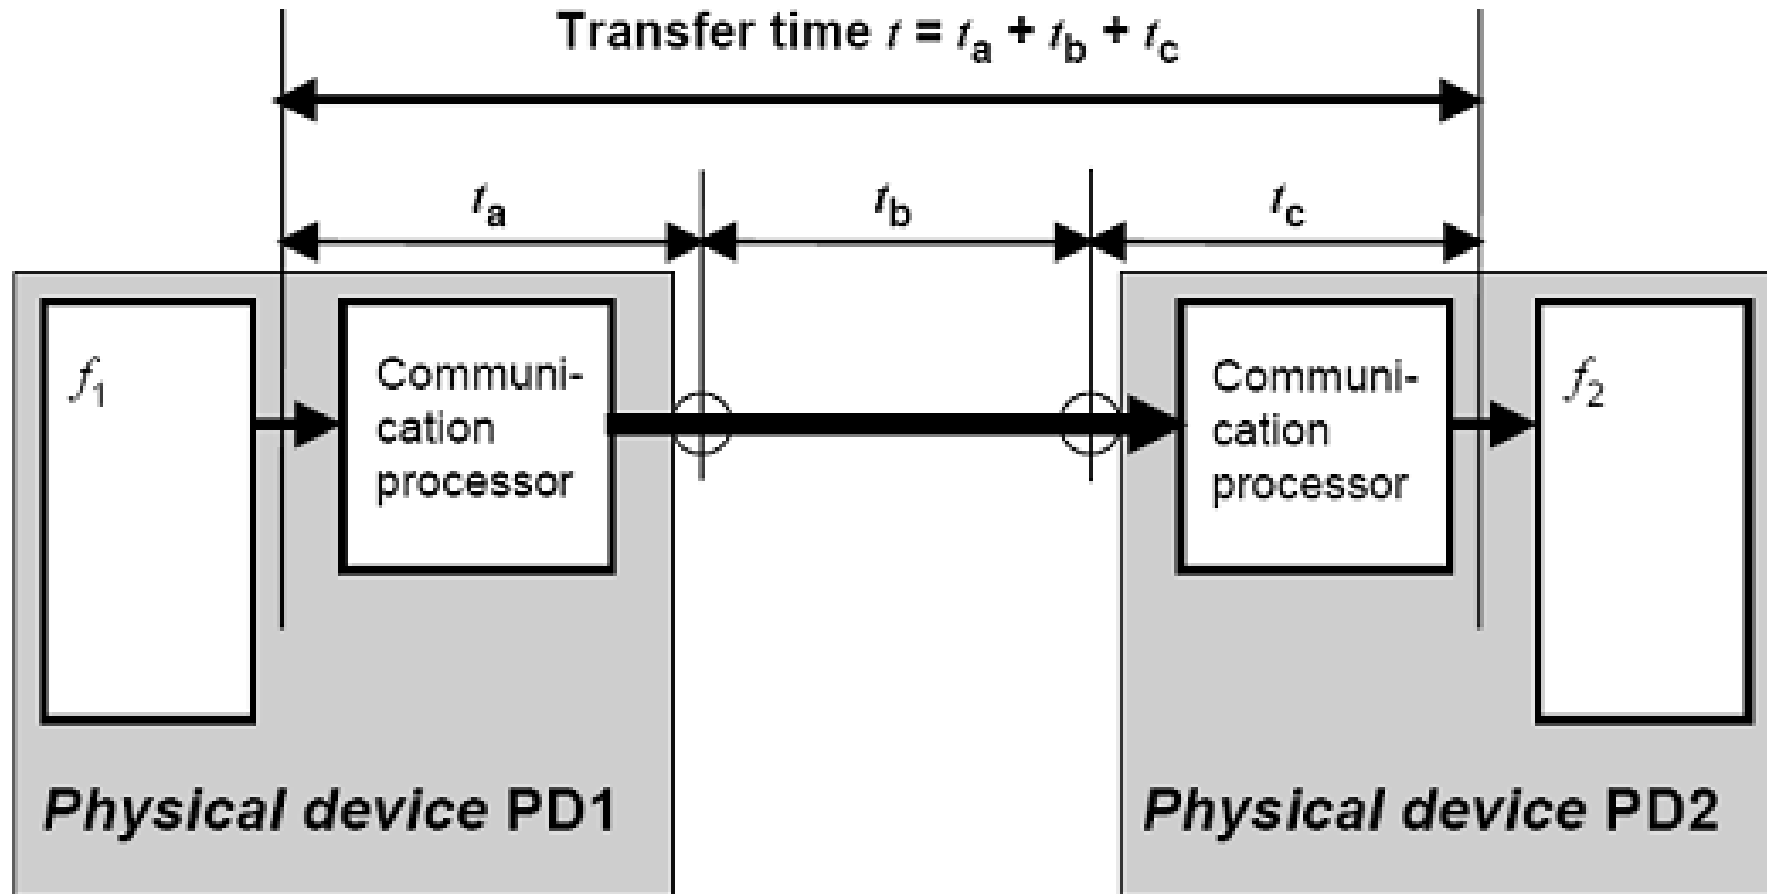 Transfer time t = ta + tb + tc
ta
tb
tc
f1
Communi-
cation
processor
Communi-
cation
processor
f2
Physical device PD1
Physical device PD2